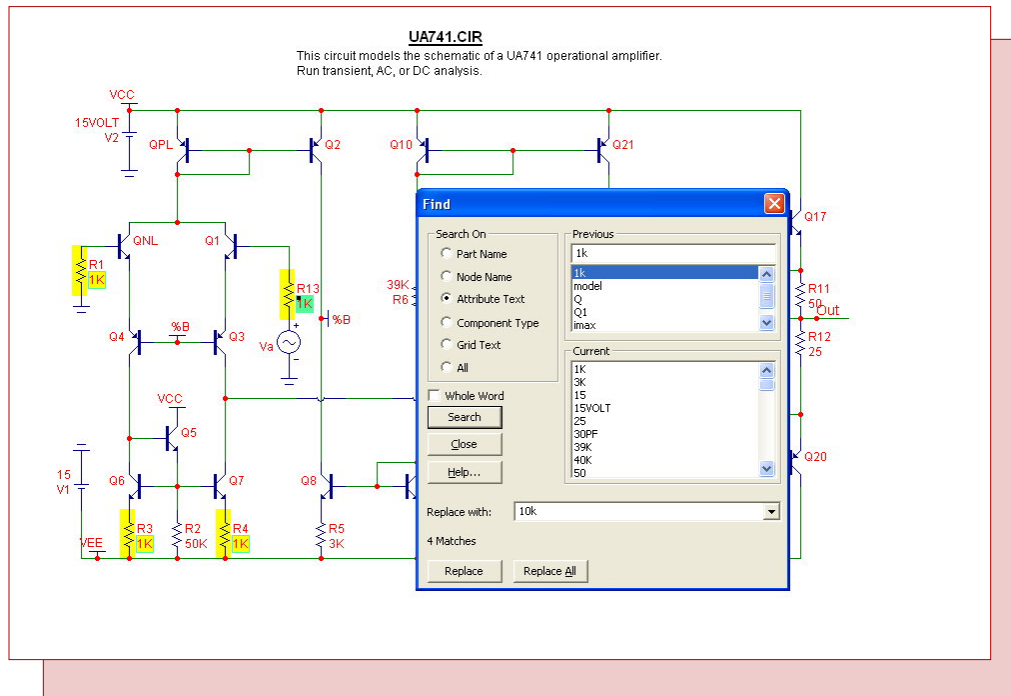 UA741.CIR
This circuit models the schematic of a UA741 operational amplifier.
Run transient, AC, or DC analysis.
VCC
15VOLT
V2
QPL
Q2
Q10
Q21
QNL
Q1
R1
1K
R13
1K
39K
R6
%B
Va
+
−
Q4
%B
Q3
VCC
Q5
15
V1
Q6
Q7
Q8
R3
1K
R2
50K
R4
1K
R5
3K
VEE
Q17
R11
50
Out
R12
25
Q20
Find
Search On
Part Name
Node Name
Attribute Text
Component Type
Grid Text
All
Whole Word
Search
Close
Help...
Previous
1k
1k
model
Q
Q1
imax
Current
1K
3K
15
15VOLT
25
30PF
39K
40K
50
Replace with:
10k
4 Matches
Replace
Replace All